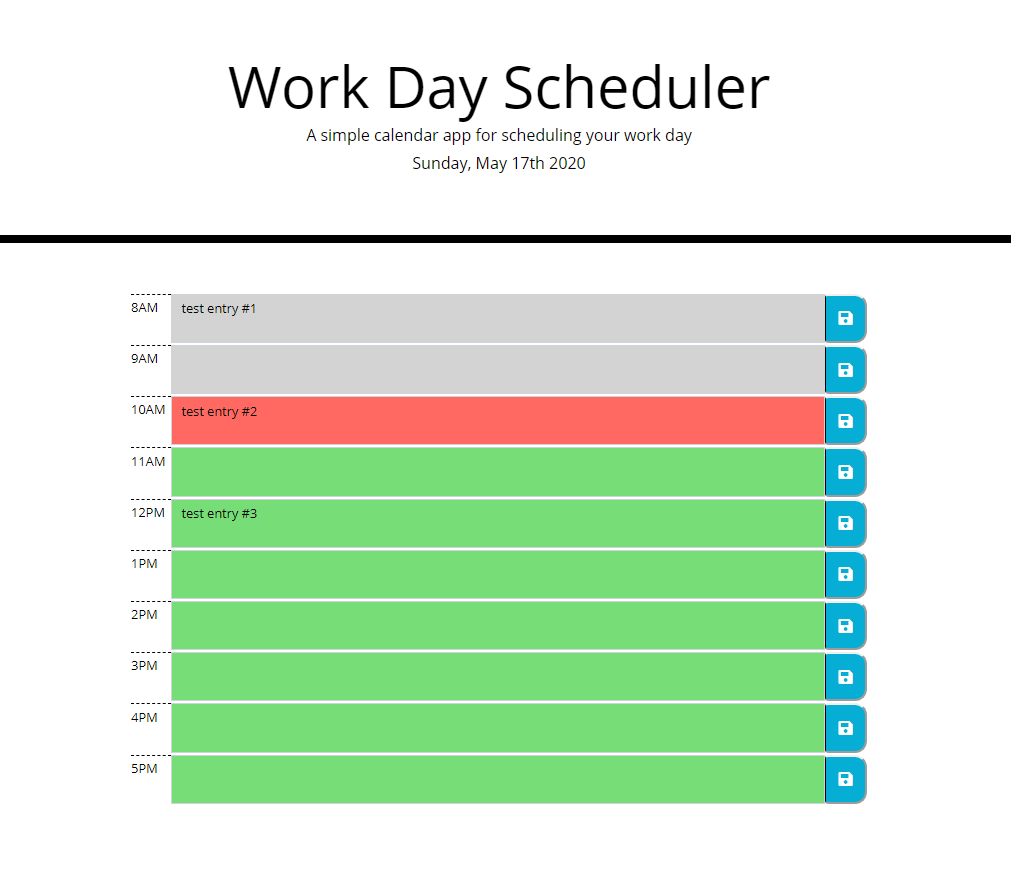 Work Day Scheduler
A simple calendar app for scheduling your work day
Sunday, May 17th 2020
8AM test entry #1
9AM
10AM test entry #2
11AM
12PM test entry #3
1PM
2PM
3PM
4PM
5PM